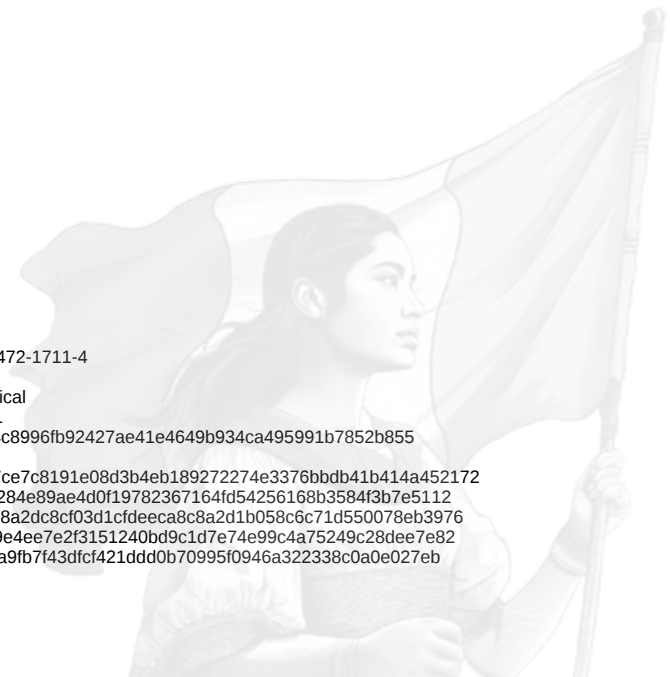 472-1711-4
ical
c8996fb92427ae41e4649b934ca495991b7852b855
ce7c8191e08d3b4eb189272274e3376bbdb41b414a452172
284e89ae4d0f19782367164fd54256168b3584f3b7e5112
8a2dc8cf03d1cfdeeca8c8a2d1b058c6c71d550078eb3976
9e4ee7e2f3151240bd9c1d7e74e99c4a75249c28dee7e82
a9fb7f43dfcf421ddd0b70995f0946a322338c0a0e027eb